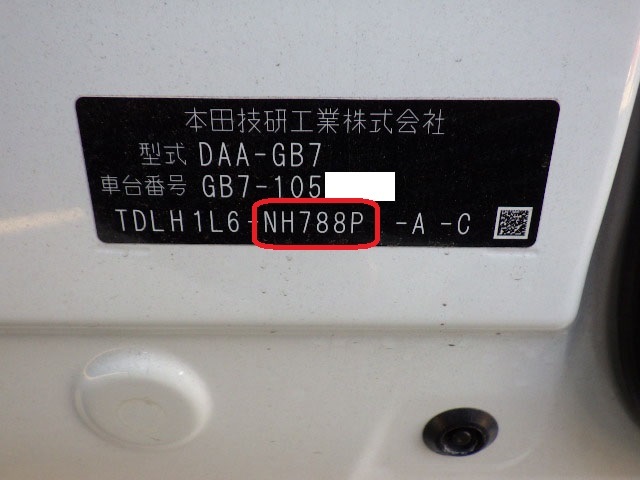 本田技研工業株式会社
型式 DAA-GB7
車台番号 GB7-105
TDLH1L6-NH788P -A-C